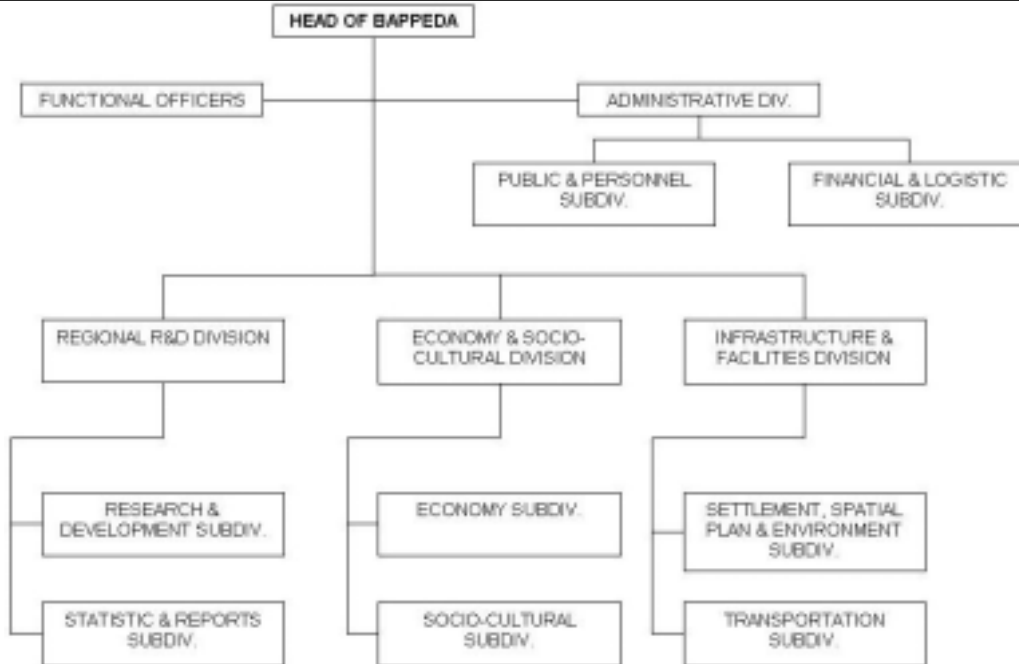 HEAD OF BAPPEDA
FUNCTIONAL OFFICERS
ADMINISTRATIVE DIV.
PUBLIC & PERSONNEL
SUBDIV.
FINANCIAL & LOGISTIC
SUBDIV.
REGIONAL R&D DIVISION
ECONOMY & SOCIO-
CULTURAL DIVISION
INFRASTRUCTURE &
FACILITIES DIVISION
RESEARCH &
DEVELOPMENT SUBDIV.
ECONOMY SUBDIV.
SETTLEMENT, SPATIAL
PLAN & ENVIRONMENT
SUBDIV.
STATISTIC & REPORTS
SUBDIV.
SOCIO-CULTURAL
SUBDIV.
TRANSPORTATION
SUBDIV.